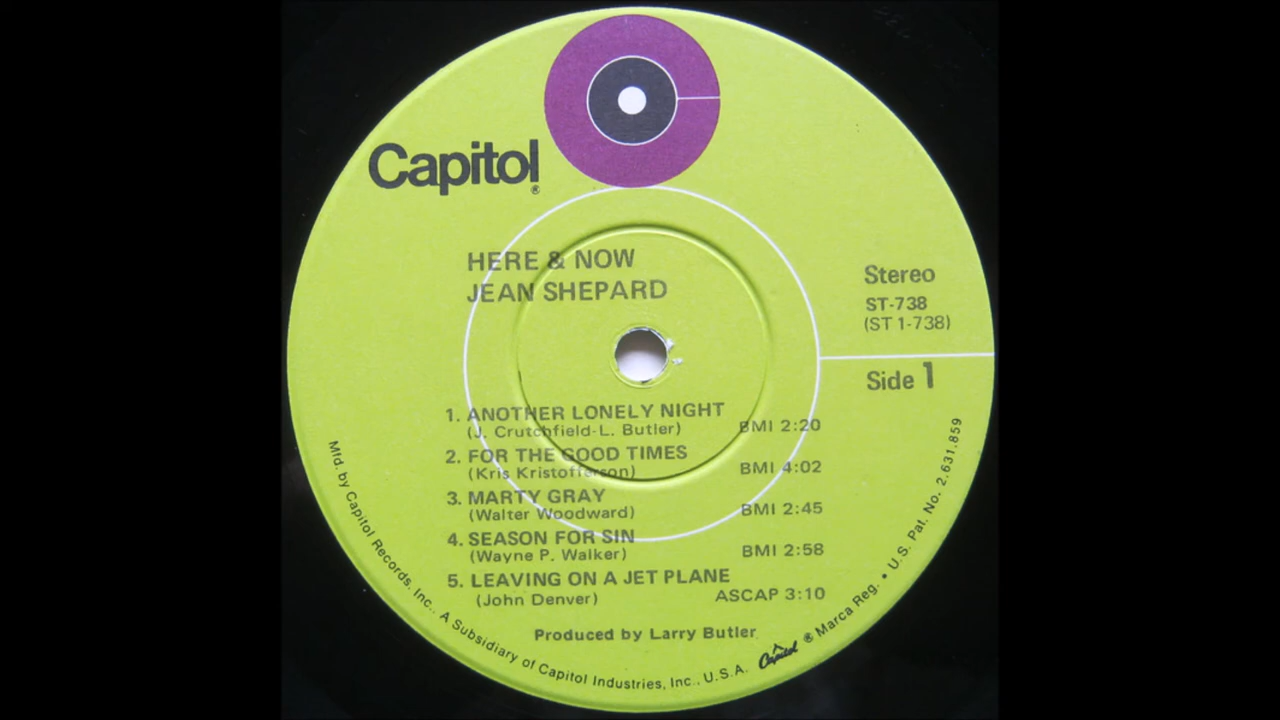 Capitol®
HERE & NOW
JEAN SHEPARD
Stereo
ST-738
(ST 1-738)
Side 1
1. ANOTHER LONELY NIGHT
(J. Crutchfield-L. Butler) BMI 2:20
2. FOR THE GOOD TIMES
(Kris Kristofferson) BMI 4:02
3. MARTY GRAY
(Walter Woodward) BMI 2:45
4. SEASON FOR SIN
(Wayne P. Walker) BMI 2:58
5. LEAVING ON A JET PLANE
(John Denver) ASCAP 3:10
Produced by Larry Butler
Mfd. by Capitol Records, Inc., A Subsidiary of Capitol Industries, Inc., U.S.A. Capitol ® Marca Reg. • U.S. Pat. No. 2,631,859